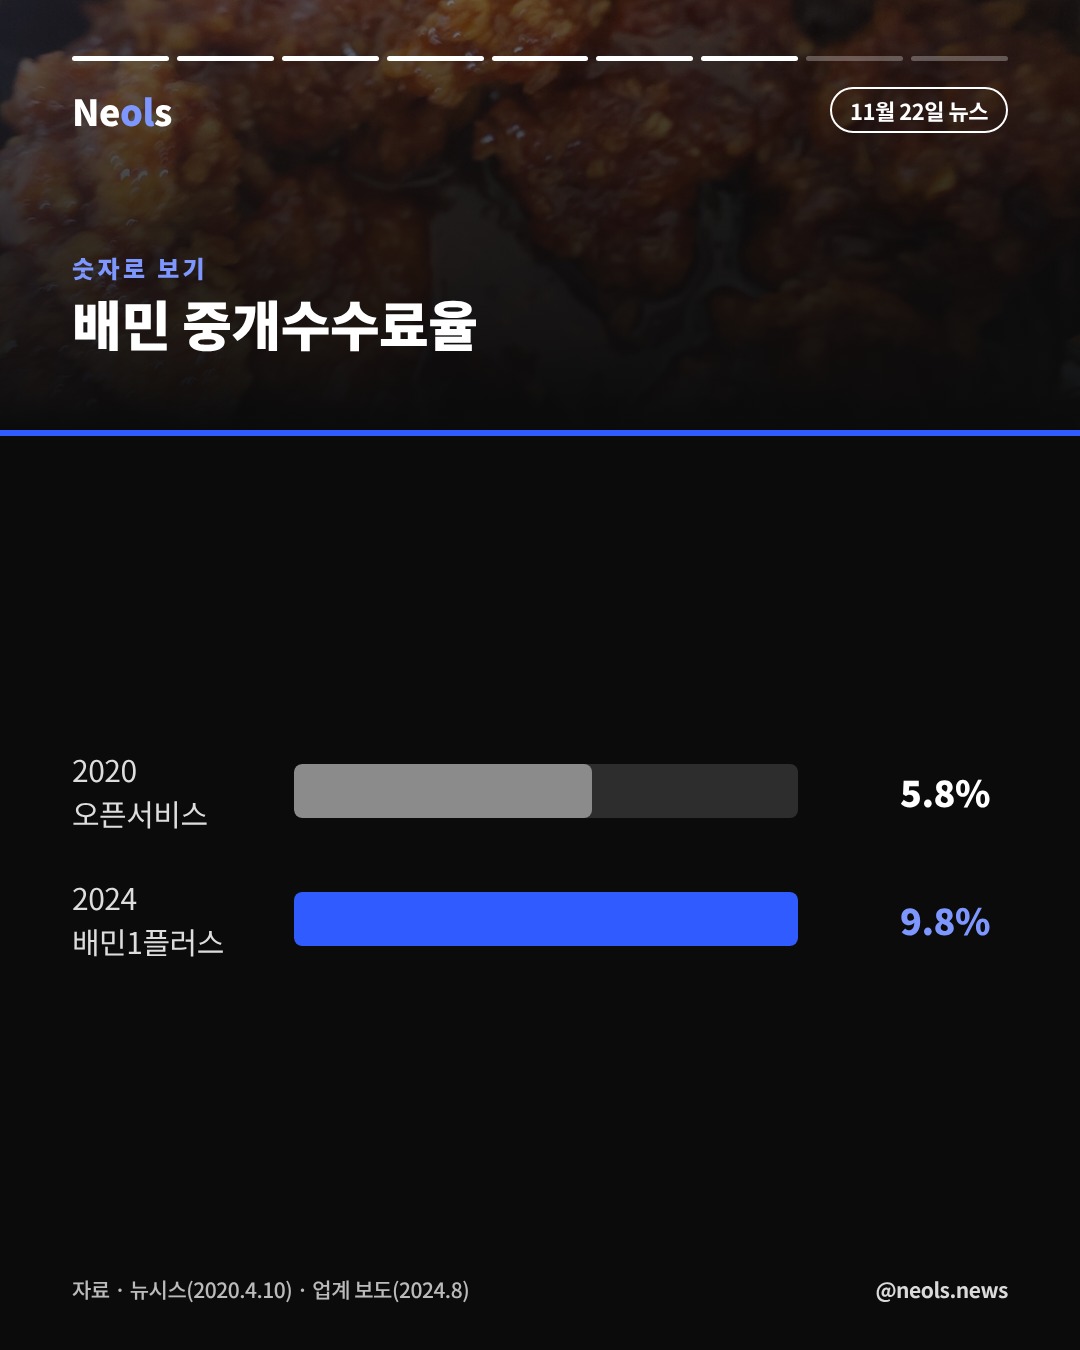 Neols
11월 22일 뉴스
숫자로 보기
배민 중개수수료율
2020
오픈서비스
5.8%
2024
배민1플러스
9.8%
자료 · 뉴시스(2020.4.10) · 업계 보도(2024.8)
@neols.news